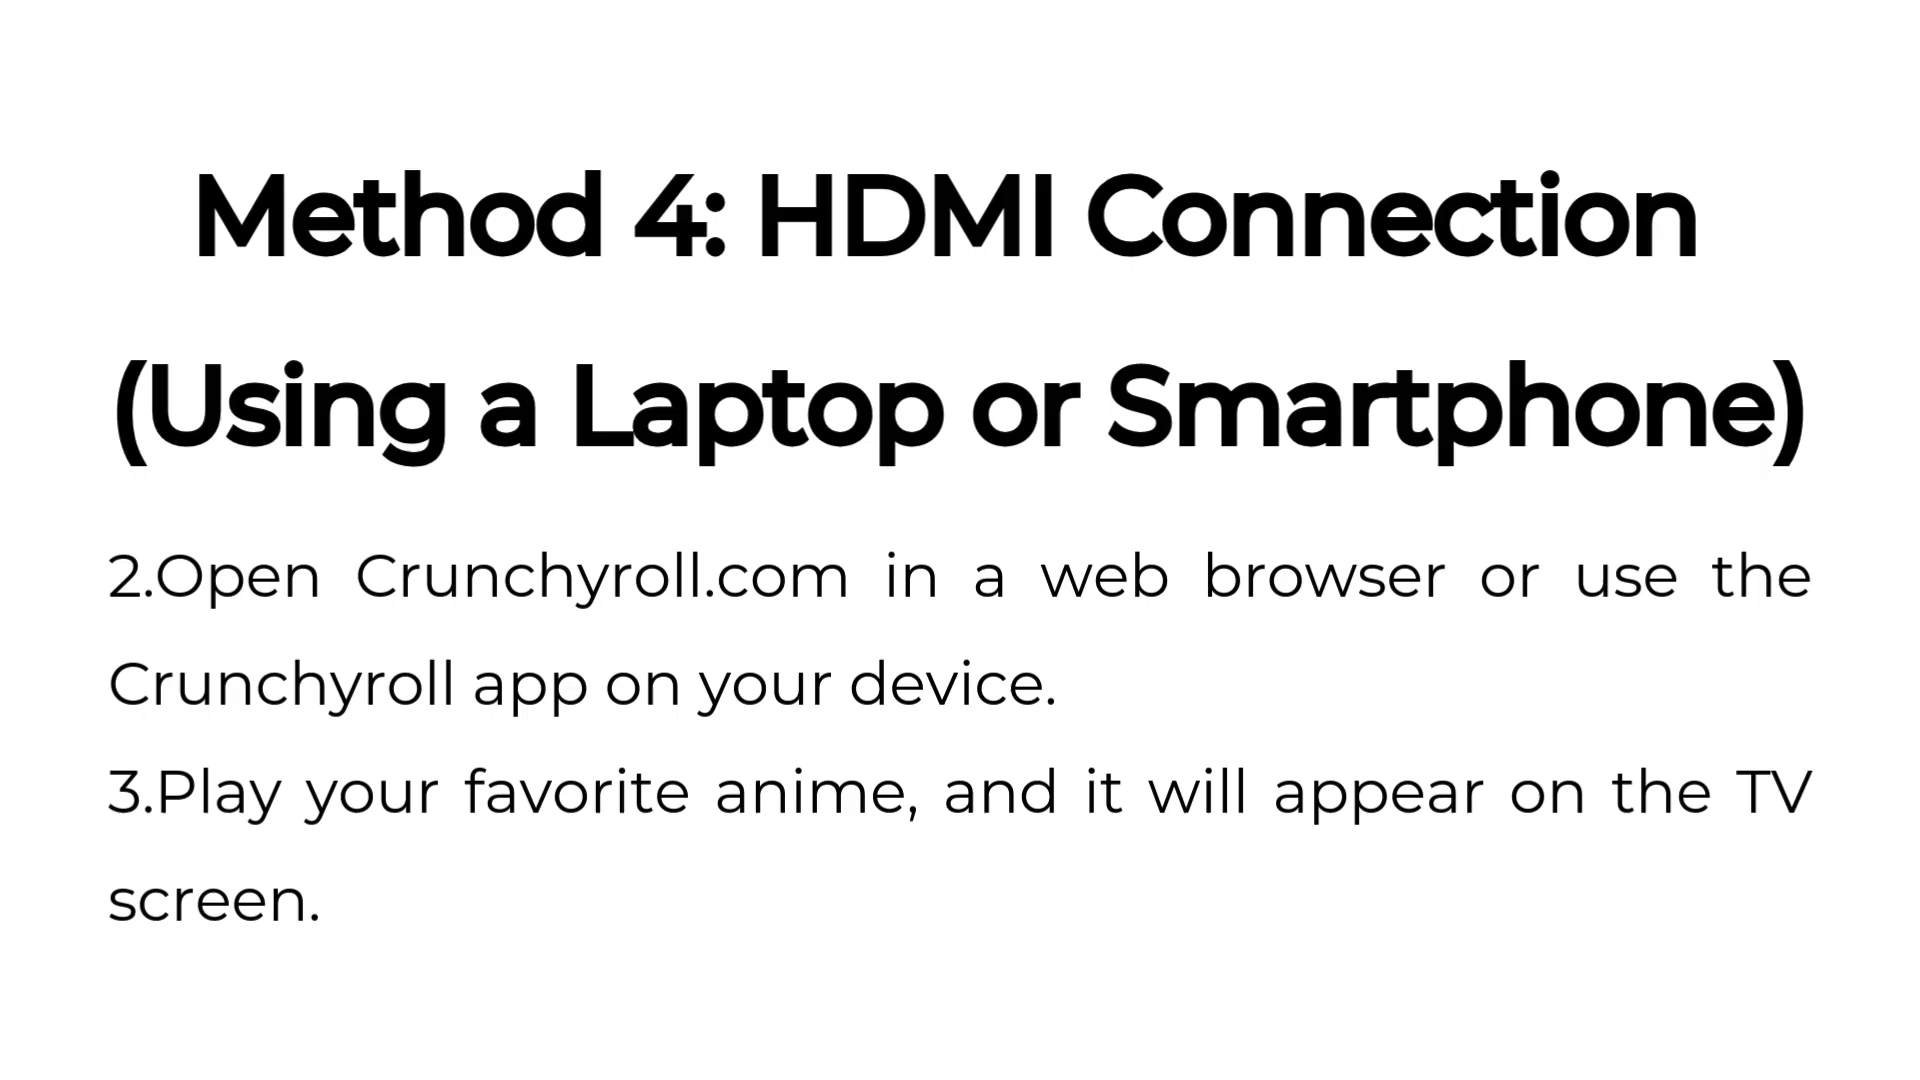 Method 4: HDMI Connection
(Using a Laptop or Smartphone)
2.Open Crunchyroll.com in a web browser or use the
Crunchyroll app on your device.
3.Play your favorite anime, and it will appear on the TV
screen.